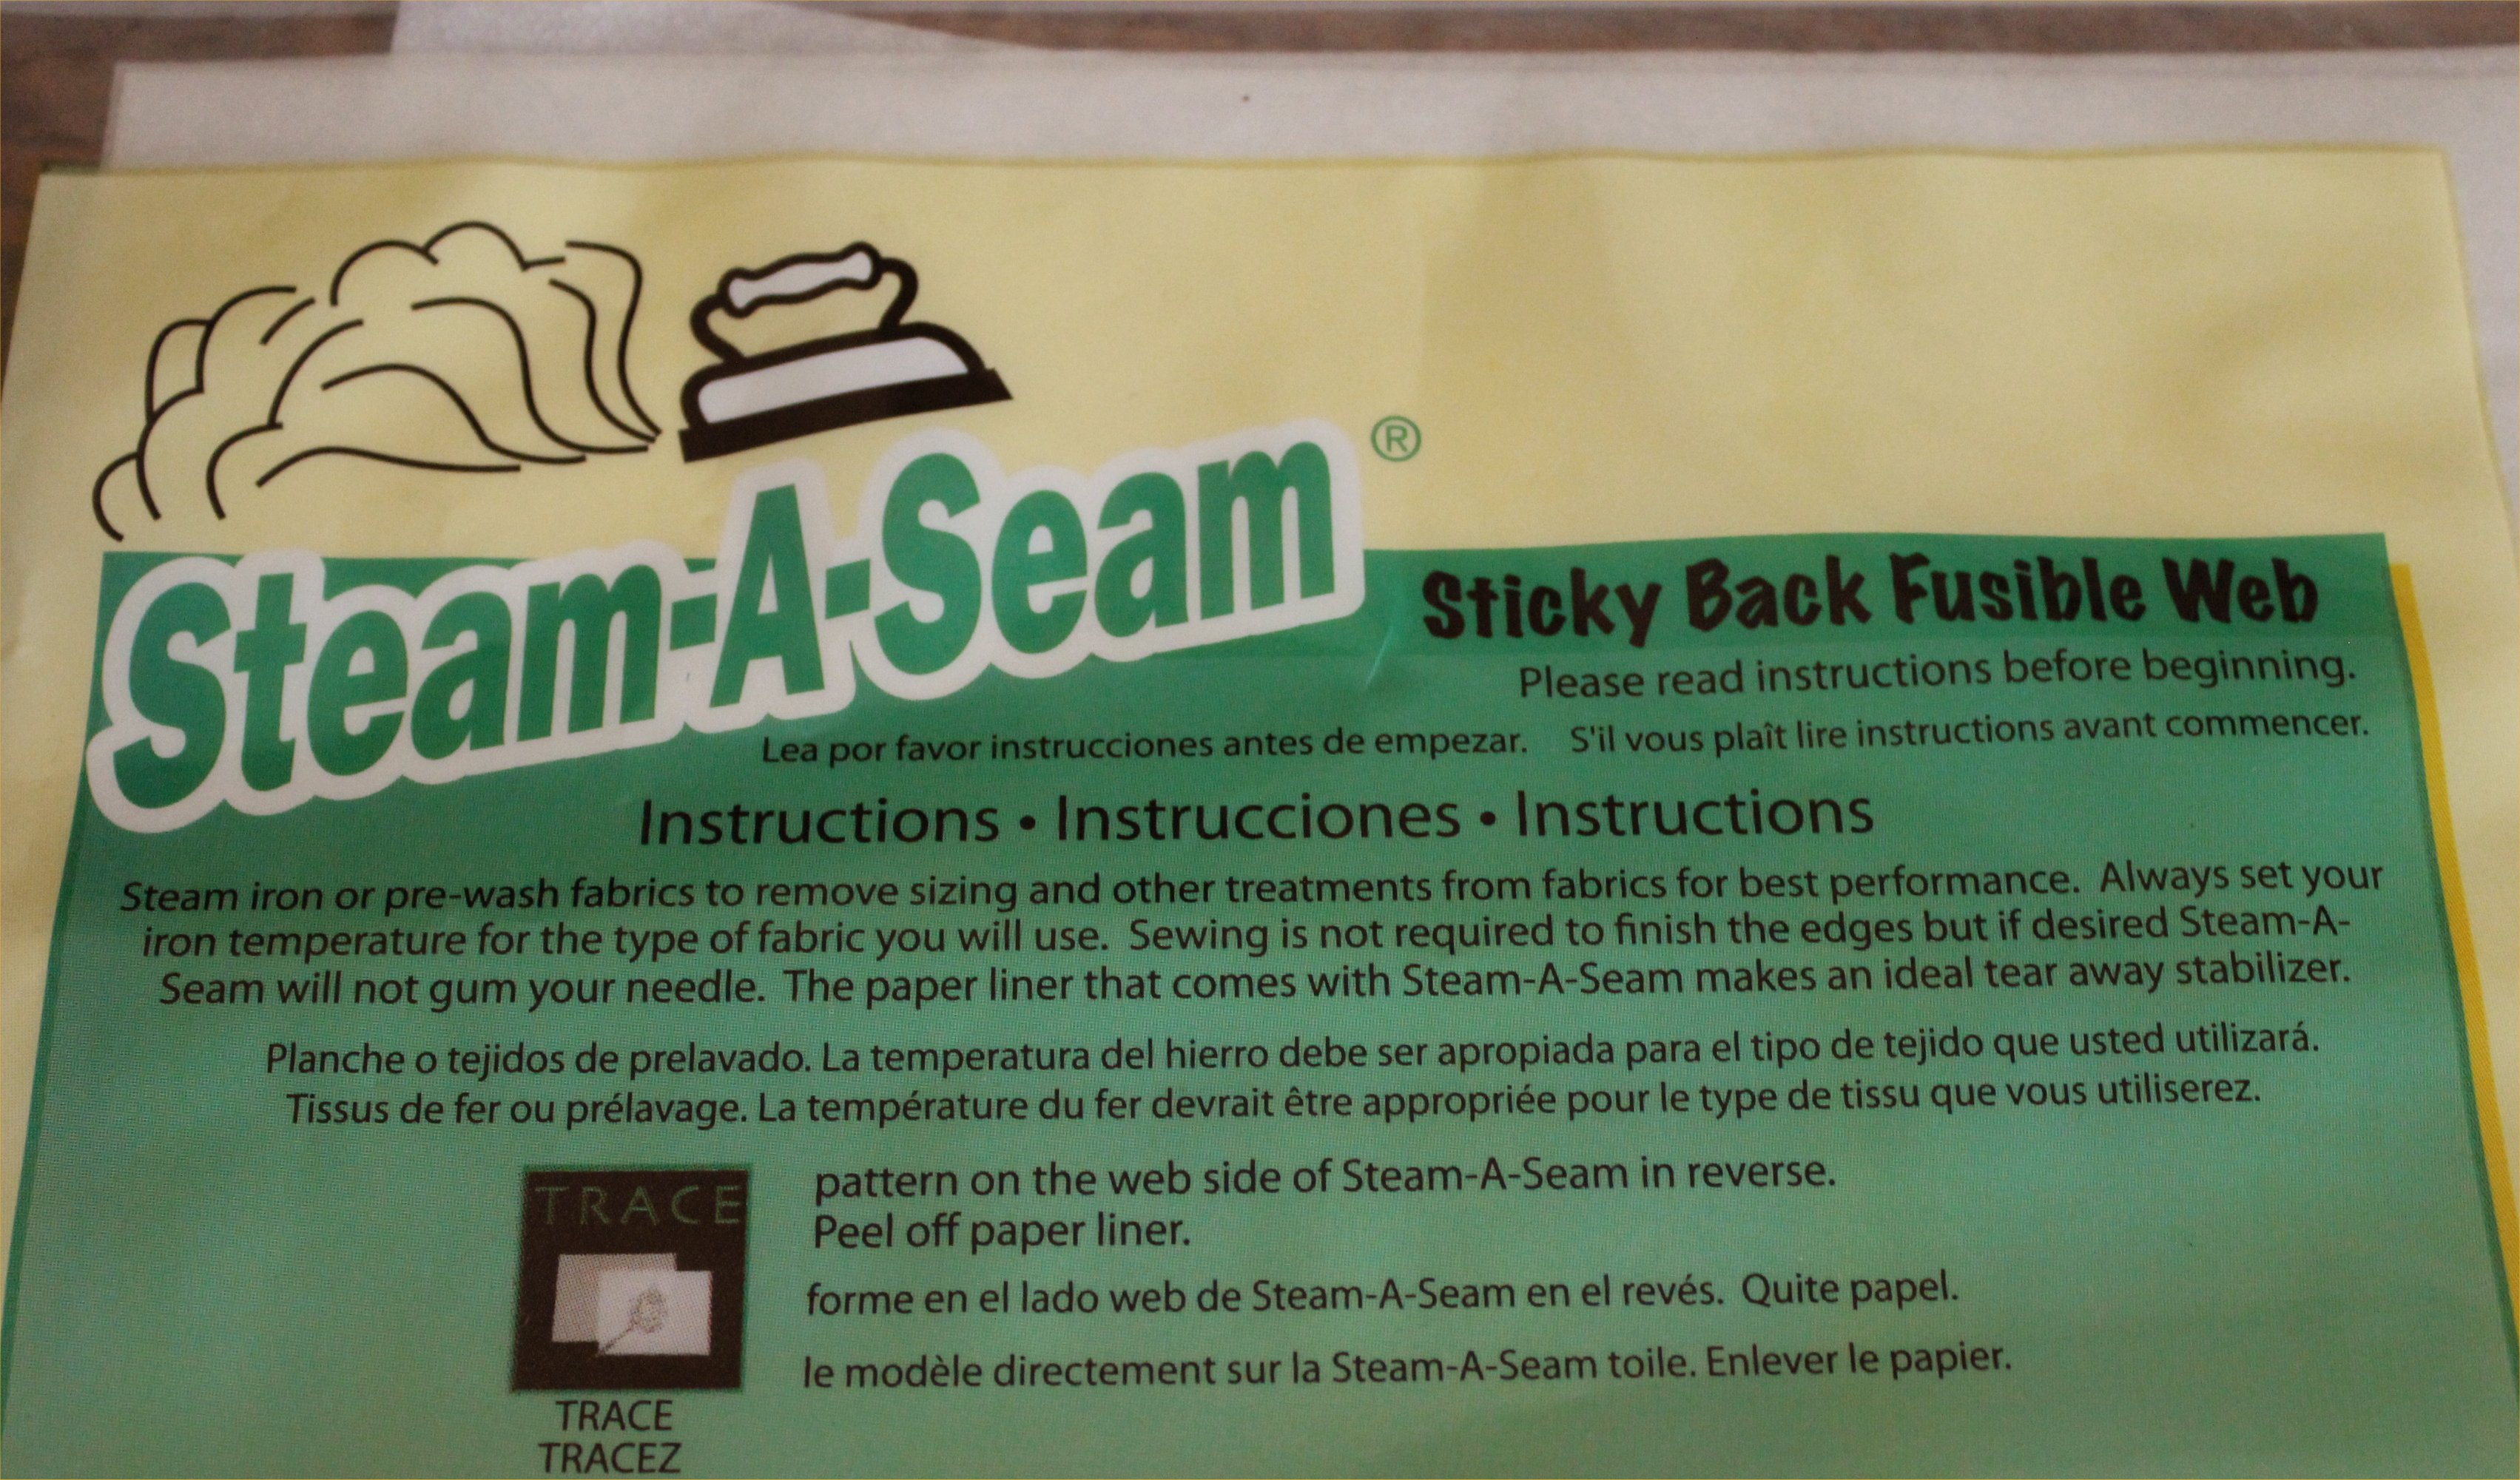 Steam-A-Seam®
Sticky Back Fusible Web
Please read instructions before beginning.
Lea por favor instrucciones antes de empezar. S'il vous plaît lire instructions avant commencer.
Instructions • Instrucciones • Instructions
Steam iron or pre-wash fabrics to remove sizing and other treatments from fabrics for best performance. Always set your
iron temperature for the type of fabric you will use. Sewing is not required to finish the edges but if desired Steam-A-
Seam will not gum your needle. The paper liner that comes with Steam-A-Seam makes an ideal tear away stabilizer.
Planche o tejidos de prelavado. La temperatura del hierro debe ser apropiada para el tipo de tejido que usted utilizará.
Tissus de fer ou prélavage. La température du fer devrait être appropriée pour le type de tissu que vous utiliserez.
TRACE
pattern on the web side of Steam-A-Seam in reverse.
Peel off paper liner.
forme en el lado web de Steam-A-Seam en el revés. Quite papel.
le modèle directement sur la Steam-A-Seam toile. Enlever le papier.
TRACE
TRACEZ